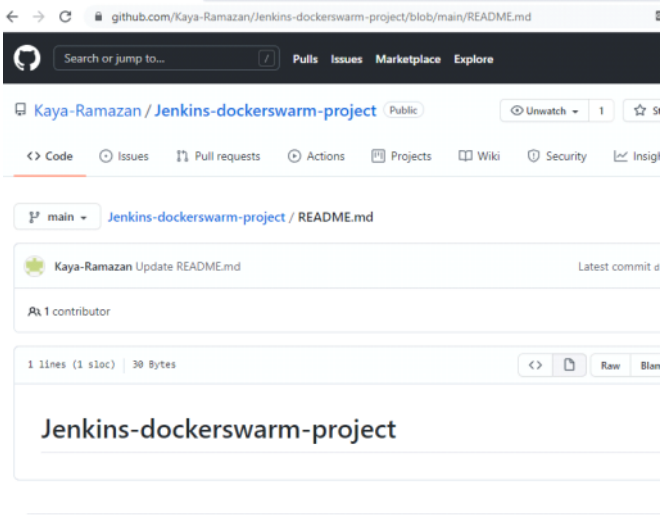 github.com/Kaya-Ramazan/Jenkins-dockerswarm-project/blob/main/README.md
Search or jump to... / Pulls Issues Marketplace Explore
Kaya-Ramazan / Jenkins-dockerswarm-project Public Unwatch 1
Code Issues Pull requests Actions Projects Wiki Security
main Jenkins-dockerswarm-project / README.md
Kaya-Ramazan Update README.md Latest commit
1 contributor
1 lines (1 sloc) 30 Bytes <> Raw
Jenkins-dockerswarm-project